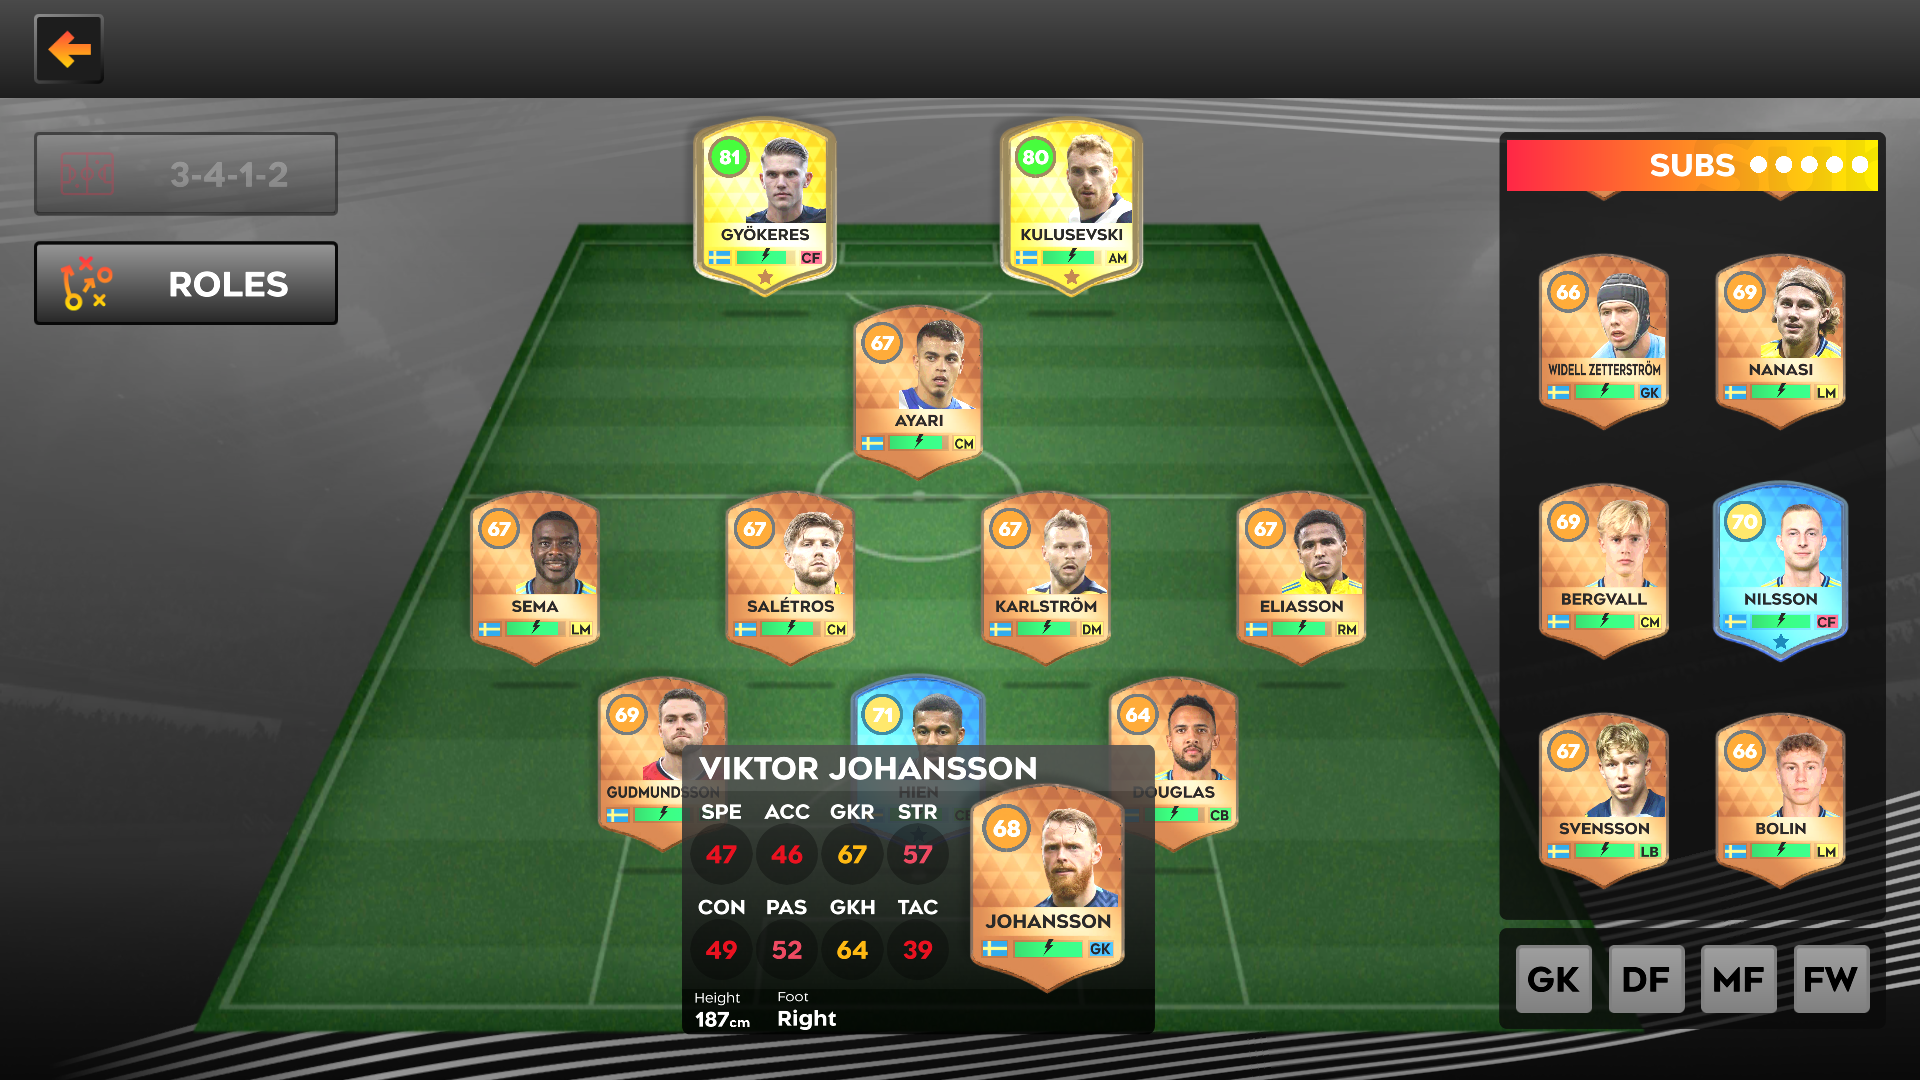 3-4-1-2
ROLES
81
GYÖKERES
CF
80
KULUSEVSKI
AM
67
AYARI
CM
67
SEMA
LM
67
SALÉTROS
CM
67
KARLSTRÖM
DM
67
ELIASSON
RM
69
GUDMUNDSSON
71
HIEN
64
DOUGLAS
CB
VIKTOR JOHANSSON
SPE ACC GKR STR
47 46 67 57
CON PAS GKH TAC
49 52 64 39
Height Foot
187cm Right
68
JOHANSSON
GK
SUBS
66
WIDELL ZETTERSTRÖM
GK
69
NANASI
LM
69
BERGVALL
CM
70
NILSSON
CF
67
SVENSSON
LB
66
BOLIN
LM
GK DF MF FW